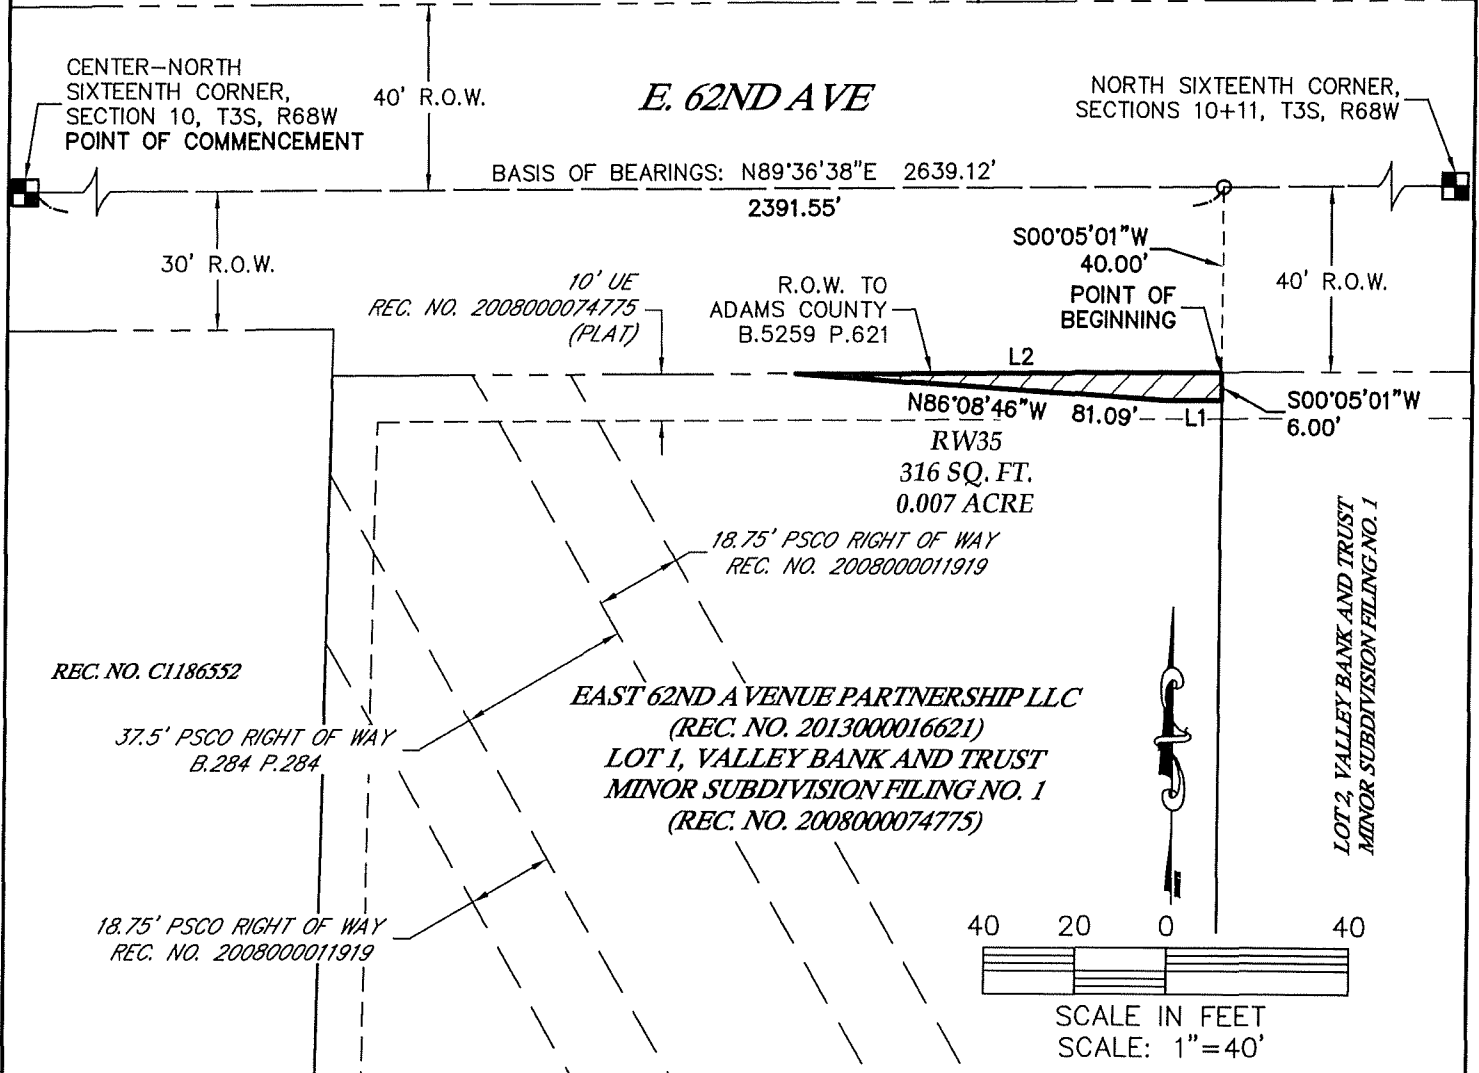 CENTER-NORTH
SIXTEENTH CORNER,
SECTION 10, T3S, R68W
POINT OF COMMENCEMENT
40' R.O.W.
E. 62ND AVE
NORTH SIXTEENTH CORNER,
SECTIONS 10+11, T3S, R68W
BASIS OF BEARINGS: N89°36'38"E 2639.12'
2391.55'
30' R.O.W.
S00°05'01"W
40.00'
40' R.O.W.
10' UE
REC. NO. 2008000074775
(PLAT)
R.O.W. TO
ADAMS COUNTY
B.5259 P.621
POINT OF
BEGINNING
L2
N86°08'46"W 81.09'
L1
S00°05'01"W
6.00'
RW35
316 SQ. FT.
0.007 ACRE
18.75' PSCO RIGHT OF WAY
REC. NO. 2008000011919
REC. NO. C1186552
37.5' PSCO RIGHT OF WAY
B.284 P.284
EAST 62ND AVENUE PARTNERSHIP LLC
(REC. NO. 2013000016621)
LOT 1, VALLEY BANK AND TRUST
MINOR SUBDIVISION FILING NO. 1
(REC. NO. 2008000074775)
LOT 2, VALLEY BANK AND TRUST
MINOR SUBDIVISION FILING NO. 1
18.75' PSCO RIGHT OF WAY
REC. NO. 2008000011919
40 20 0 40
SCALE IN FEET
SCALE: 1"=40'